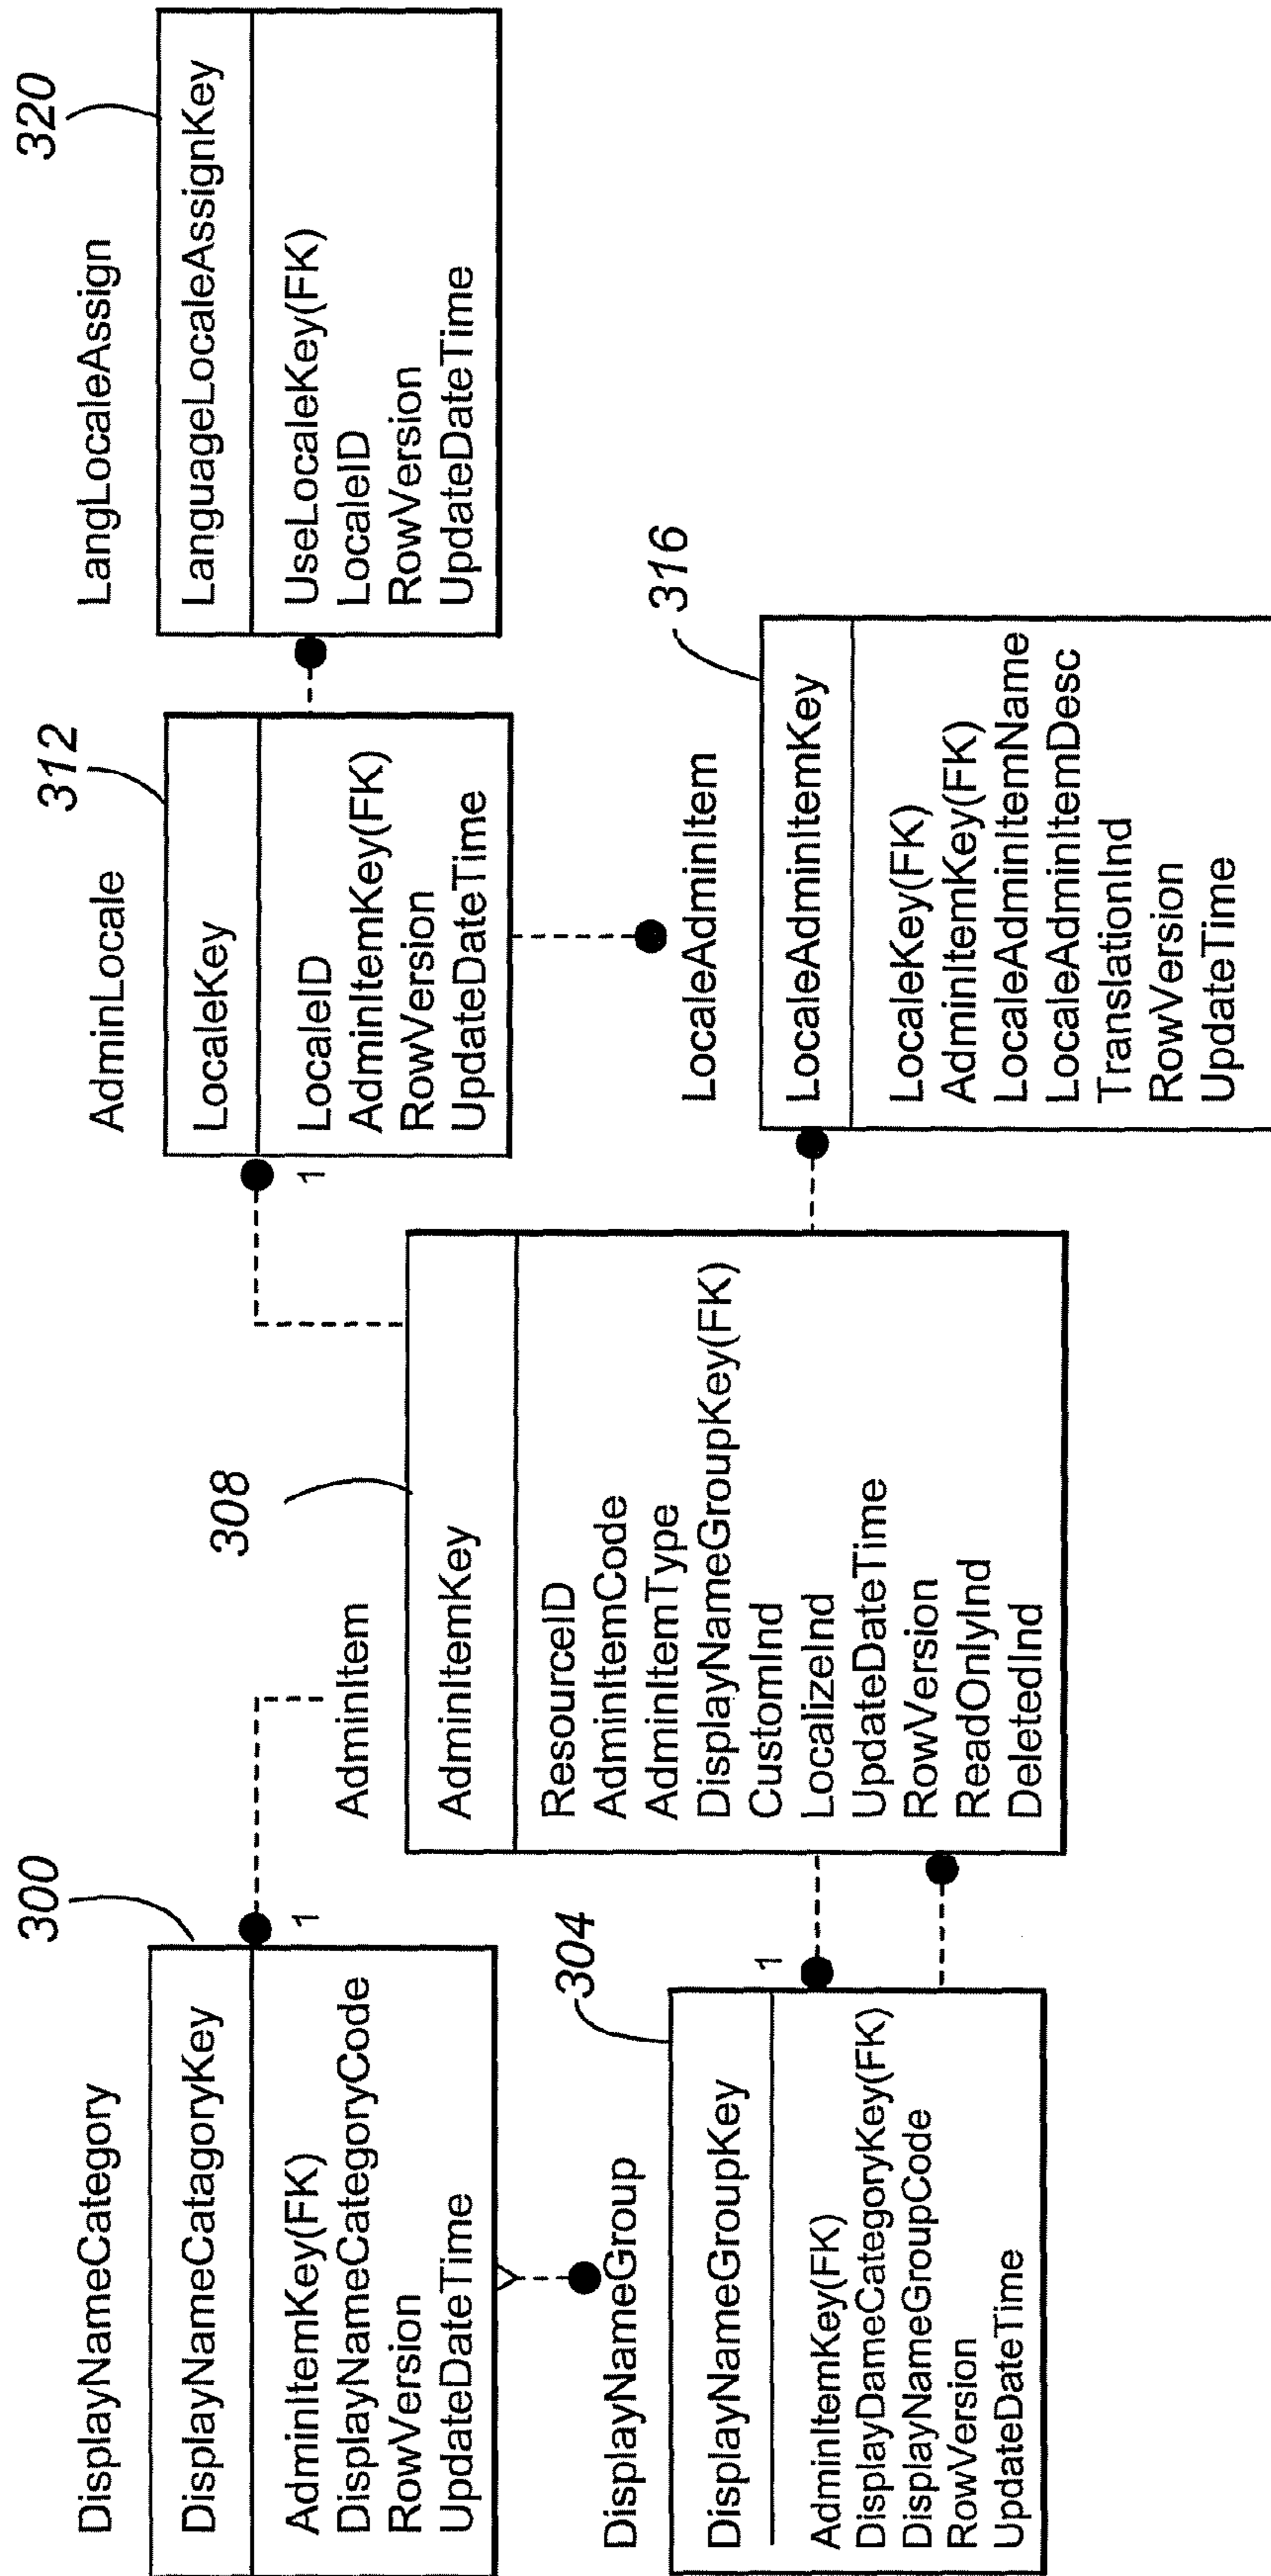 DisplayNameCategory
300
DisplayNameCatagoryKey
1
AdminItemKey(FK)
DisplayNameCategoryCode
RowVersion
UpdateDateTime
DisplayNameGroup
304
1
DisplayNameGroupKey
AdminItemKey(FK)
DisplayDameCategoryKey(FK)
DisplayNameGroupCode
RowVersion
UpdateDateTime
AdminItem
308
AdminItemKey
ResourceID
AdminItemCode
AdminItemType
DisplayNameGroupKey(FK)
CustomInd
LocalizeInd
UpdateDateTime
RowVersion
ReadOnlyInd
DeletedInd
AdminLocale
312
LocaleKey
1
LocaleID
AdminItemKey(FK)
RowVersion
UpdateDateTime
LocaleAdminItem
316
LocaleAdminItemKey
LocaleKey(FK)
AdminItemKey(FK)
LocaleAdminItemName
LocaleAdminItemDesc
TranslationInd
RowVersion
UpdateTime
LangLocaleAssign
320
LanguageLocaleAssignKey
UseLocaleKey(FK)
LocaleID
RowVersion
UpdateDateTime